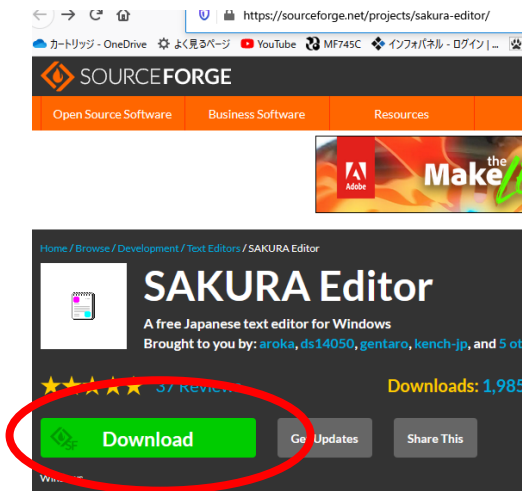 https://sourceforge.net/projects/sakura-editor/
カートリッジ - OneDrive よく見るページ YouTube MF745C インフォパネル - ログイン | ...
SOURCEFORGE
Open Source Software Business Software Resources
Adobe
Make
the
Home / Browse / Development / Text Editors / SAKURA Editor
SAKURA Editor
A free Japanese text editor for Windows
Brought to you by: aroka, ds14050, gentaro, kench-jp, and 5 ot
37 Reviews Downloads: 1,985
SF
Download Get Updates Share This
Windows